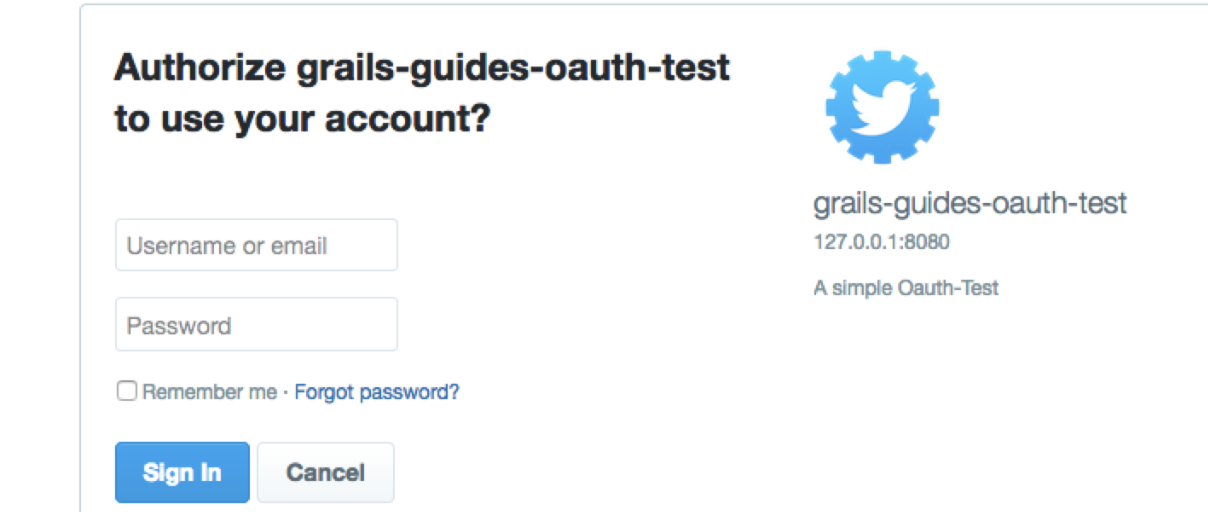 Authorize grails-guides-oauth-test
to use your account?
Username or email
Password
Remember me · Forgot password?
Sign In
Cancel
grails-guides-oauth-test
127.0.0.1:8080
A simple Oauth-Test